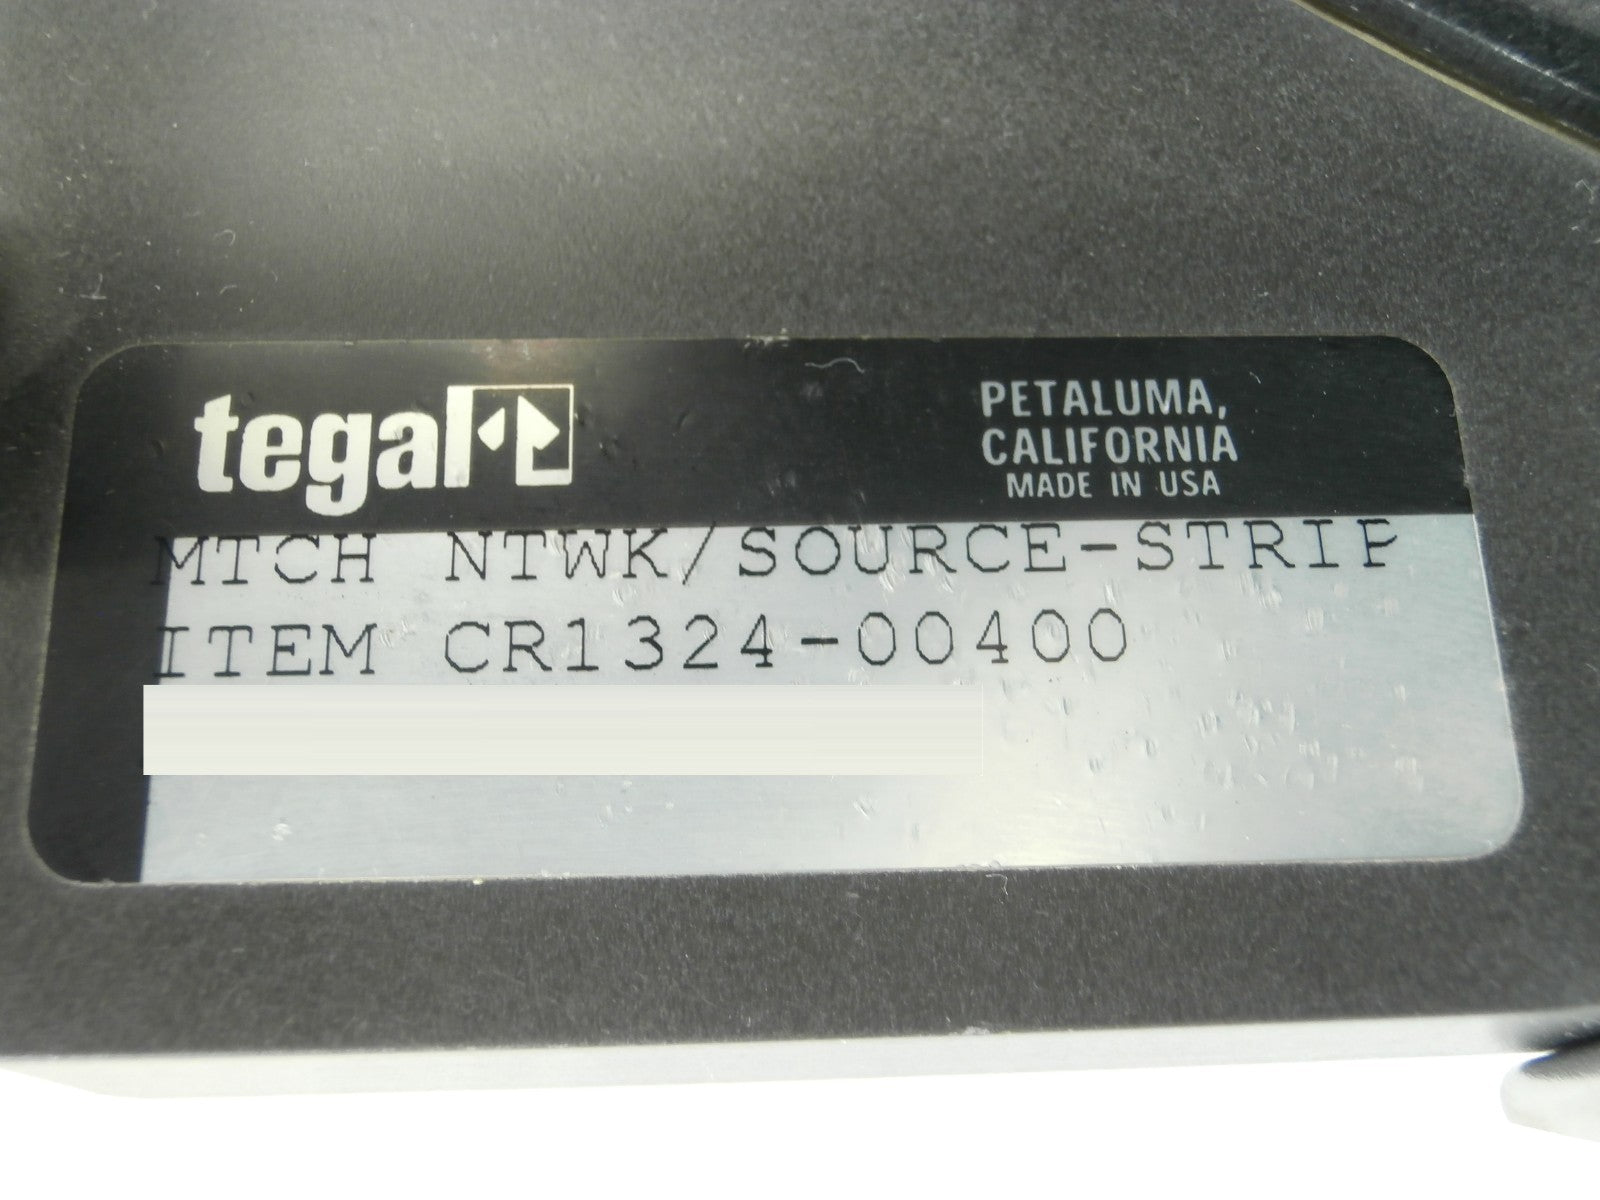 tegal
PETALUMA,
CALIFORNIA
MADE IN USA
MTCH NTWK/SOURCE-STRIP
ITEM CR1324-00400